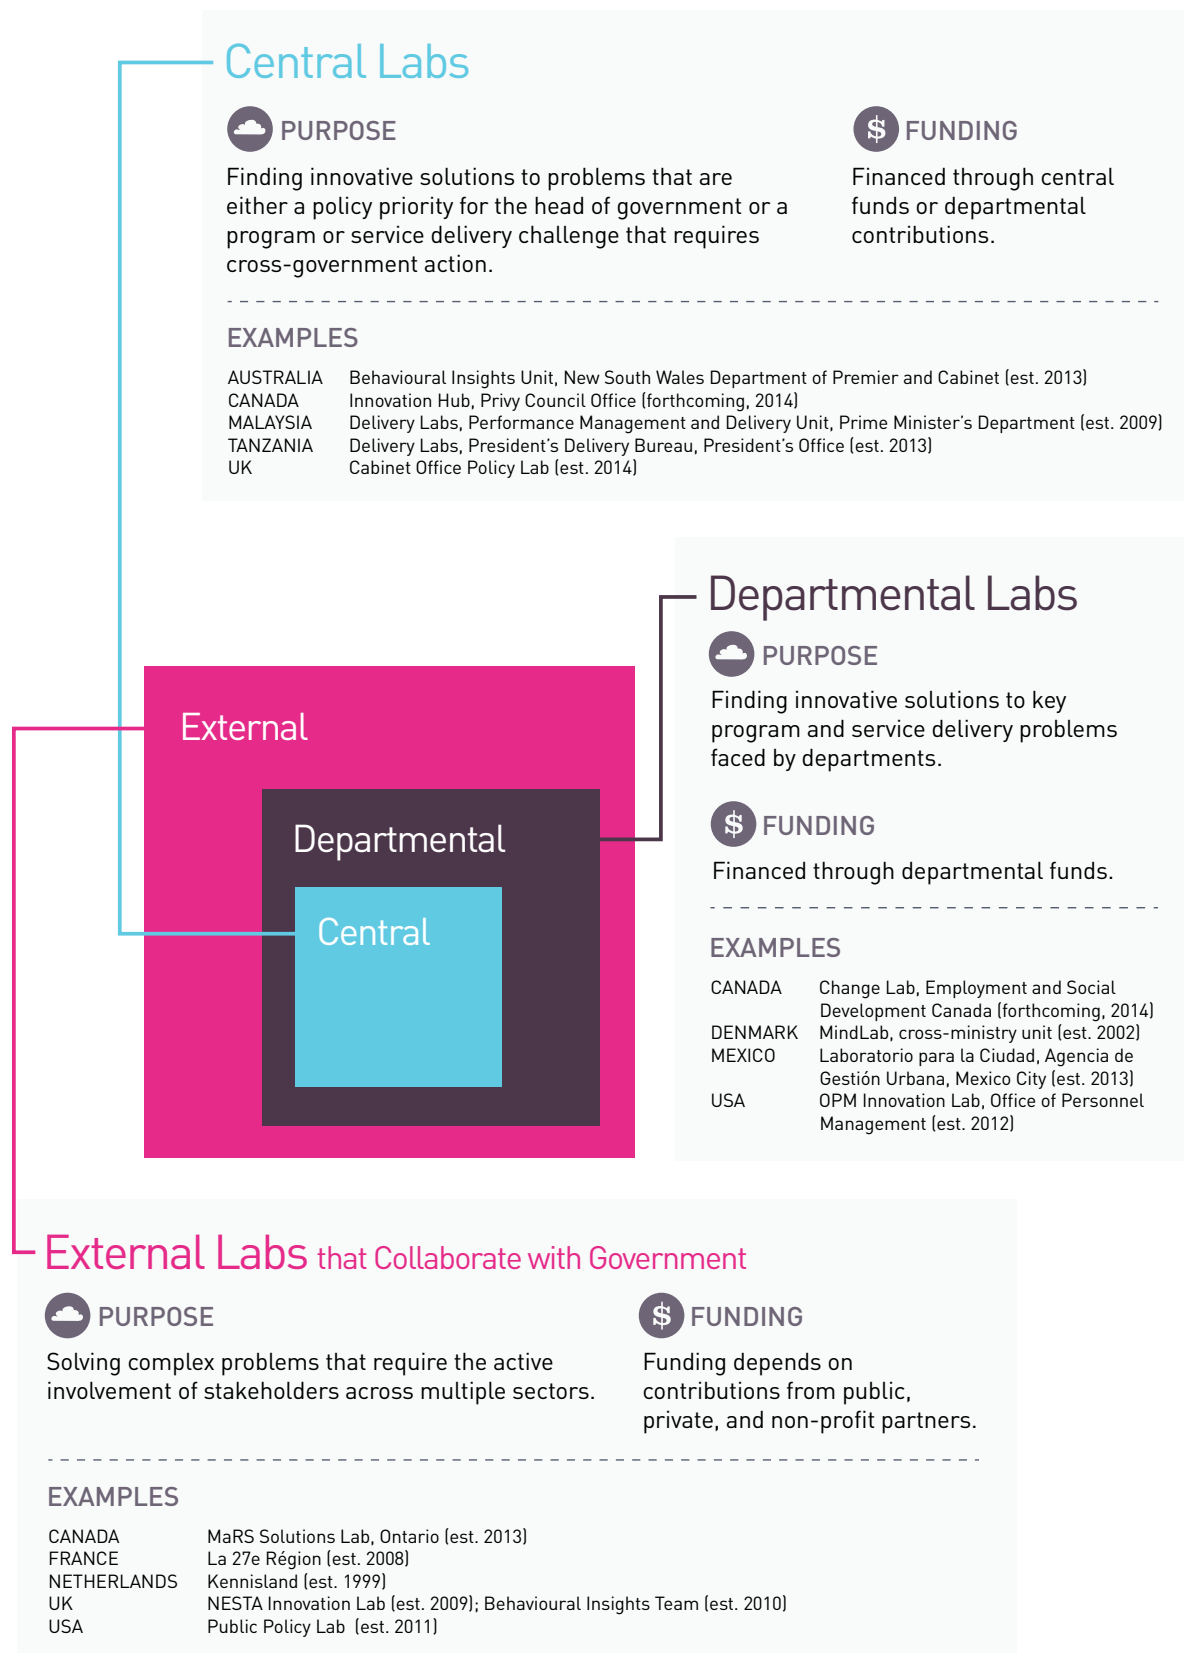 Central Labs
PURPOSE
Finding innovative solutions to problems that are
either a policy priority for the head of government or a
program or service delivery challenge that requires
cross-government action.
$ FUNDING
Financed through central
funds or departmental
contributions.
EXAMPLES
AUSTRALIA Behavioural Insights Unit, New South Wales Department of Premier and Cabinet (est. 2013)
CANADA Innovation Hub, Privy Council Office (forthcoming, 2014)
MALAYSIA Delivery Labs, Performance Management and Delivery Unit, Prime Minister’s Department (est. 2009)
TANZANIA Delivery Labs, President’s Delivery Bureau, President’s Office (est. 2013)
UK Cabinet Office Policy Lab (est. 2014)
External
Departmental
Central
Departmental Labs
PURPOSE
Finding innovative solutions to key
program and service delivery problems
faced by departments.
$ FUNDING
Financed through departmental funds.
EXAMPLES
CANADA Change Lab, Employment and Social
Development Canada (forthcoming, 2014)
DENMARK MindLab, cross-ministry unit (est. 2002)
MEXICO Laboratorio para la Ciudad, Agencia de
Gestión Urbana, Mexico City (est. 2013)
USA OPM Innovation Lab, Office of Personnel
Management (est. 2012)
External Labs that Collaborate with Government
PURPOSE
Solving complex problems that require the active
involvement of stakeholders across multiple sectors.
$ FUNDING
Funding depends on
contributions from public,
private, and non-profit partners.
EXAMPLES
CANADA MaRS Solutions Lab, Ontario (est. 2013)
FRANCE La 27e Région (est. 2008)
NETHERLANDS Kennisland (est. 1999)
UK NESTA Innovation Lab (est. 2009); Behavioural Insights Team (est. 2010)
USA Public Policy Lab (est. 2011)